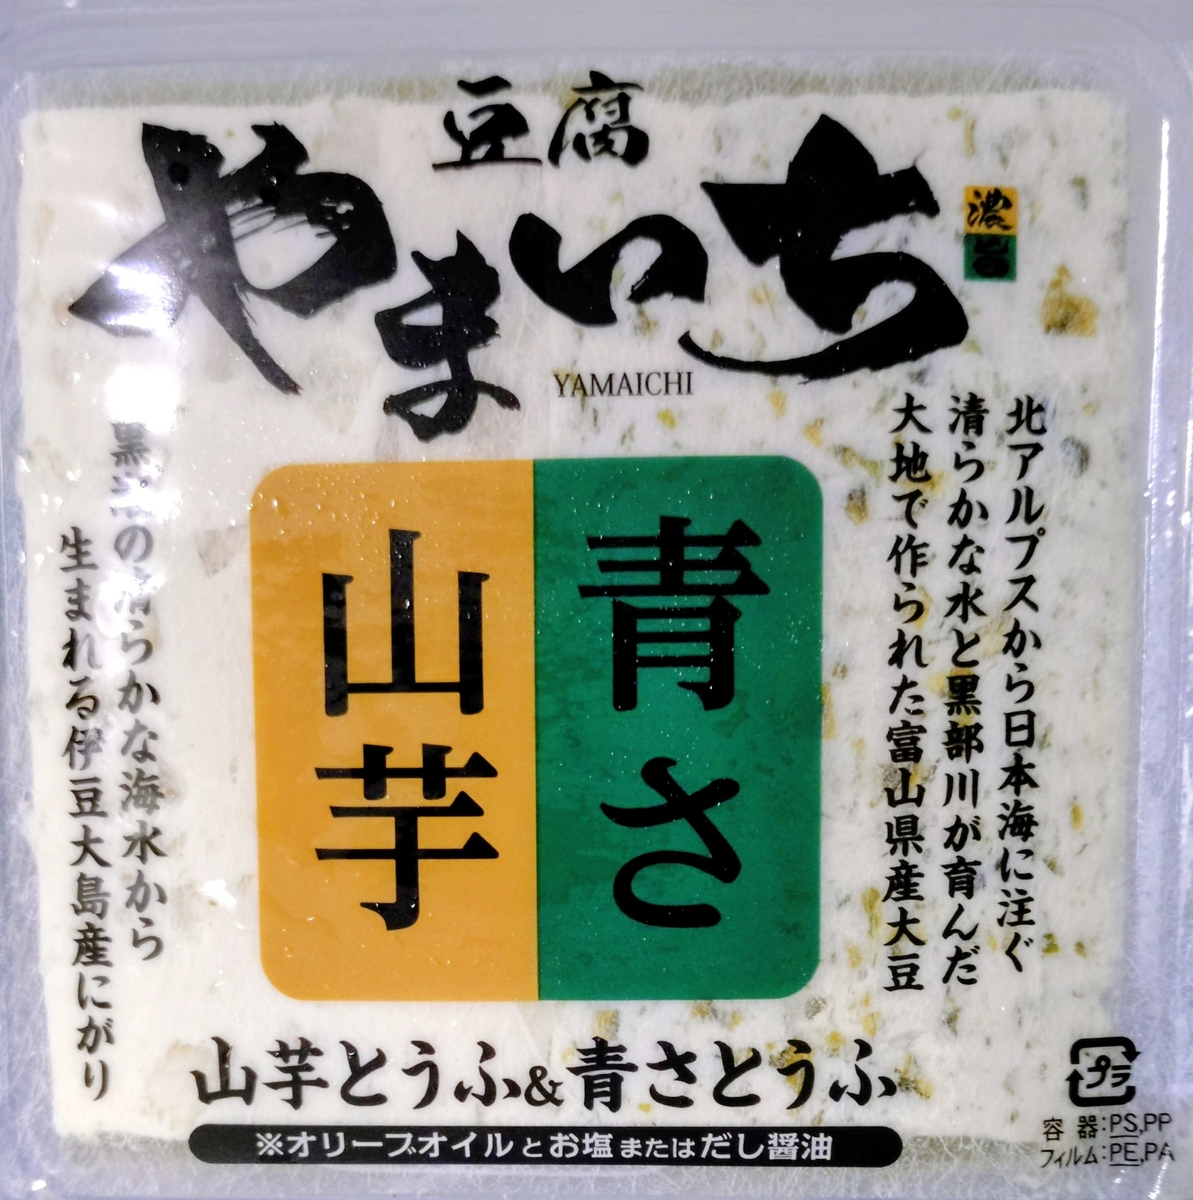 豆腐
やまいち
YAMAICHI
濃
旨
北アルプスから日本海に注ぐ
清らかな水と黒部川が育んだ
大地で作られた富山県産大豆
青さ
山芋
黒潮の清らかな海水から
生まれる伊豆大島産にがり
山芋とうふ&青さとうふ
※オリーブオイルとお塩またはだし醤油
プラ
容器:PS,PP
フィルム:PE,PA